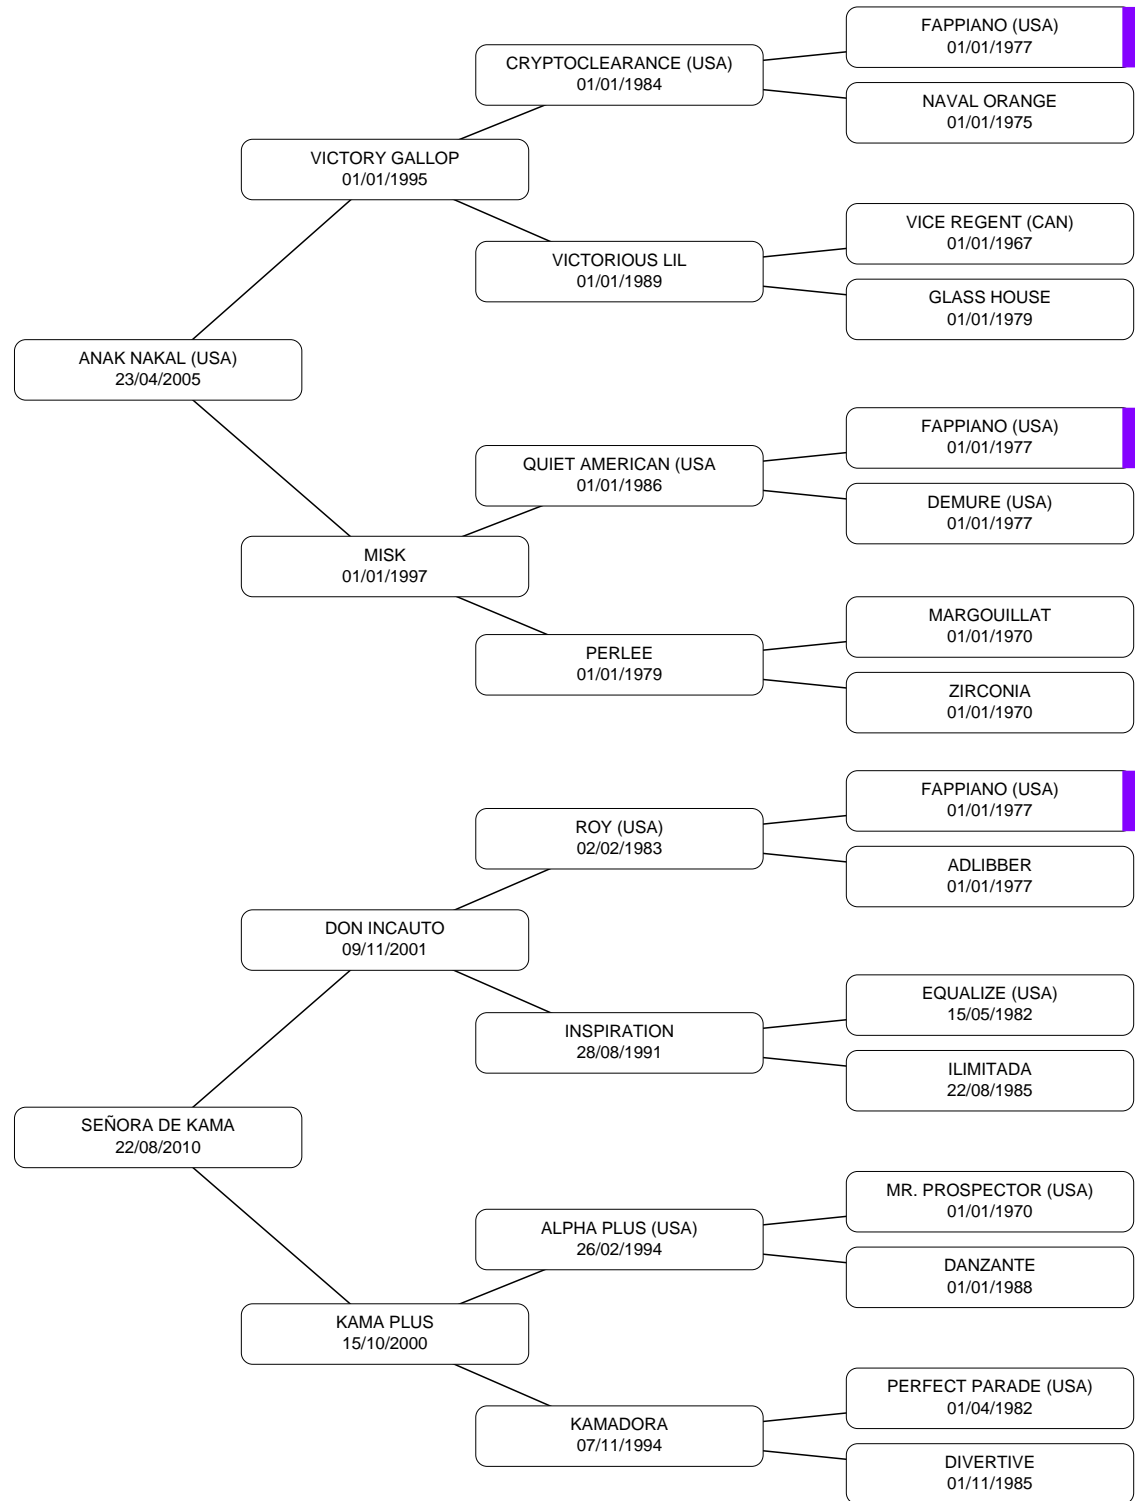 FAPPIANO (USA)
01/01/1977
CRYPTOCLEARANCE (USA)
01/01/1984
NAVAL ORANGE
01/01/1975
VICTORY GALLOP
01/01/1995
VICE REGENT (CAN)
01/01/1967
VICTORIOUS LIL
01/01/1989
GLASS HOUSE
01/01/1979
ANAK NAKAL (USA)
23/04/2005
FAPPIANO (USA)
01/01/1977
QUIET AMERICAN (USA
01/01/1986
DEMURE (USA)
01/01/1977
MISK
01/01/1997
MARGOUILLAT
01/01/1970
PERLEE
01/01/1979
ZIRCONIA
01/01/1970
FAPPIANO (USA)
01/01/1977
ROY (USA)
02/02/1983
ADLIBBER
01/01/1977
DON INCAUTO
09/11/2001
EQUALIZE (USA)
15/05/1982
INSPIRATION
28/08/1991
ILIMITADA
22/08/1985
SEÑORA DE KAMA
22/08/2010
MR. PROSPECTOR (USA)
01/01/1970
ALPHA PLUS (USA)
26/02/1994
DANZANTE
01/01/1988
KAMA PLUS
15/10/2000
PERFECT PARADE (USA)
01/04/1982
KAMADORA
07/11/1994
DIVERTIVE
01/11/1985